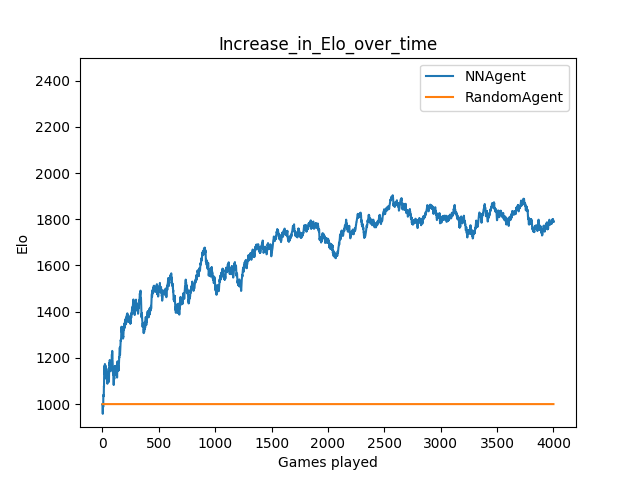 Increase_in_Elo_over_time
NNAgent
RandomAgent
2400
2200
2000
1800
1600
1400
1200
1000
Elo
0 500 1000 1500 2000 2500 3000 3500 4000
Games played